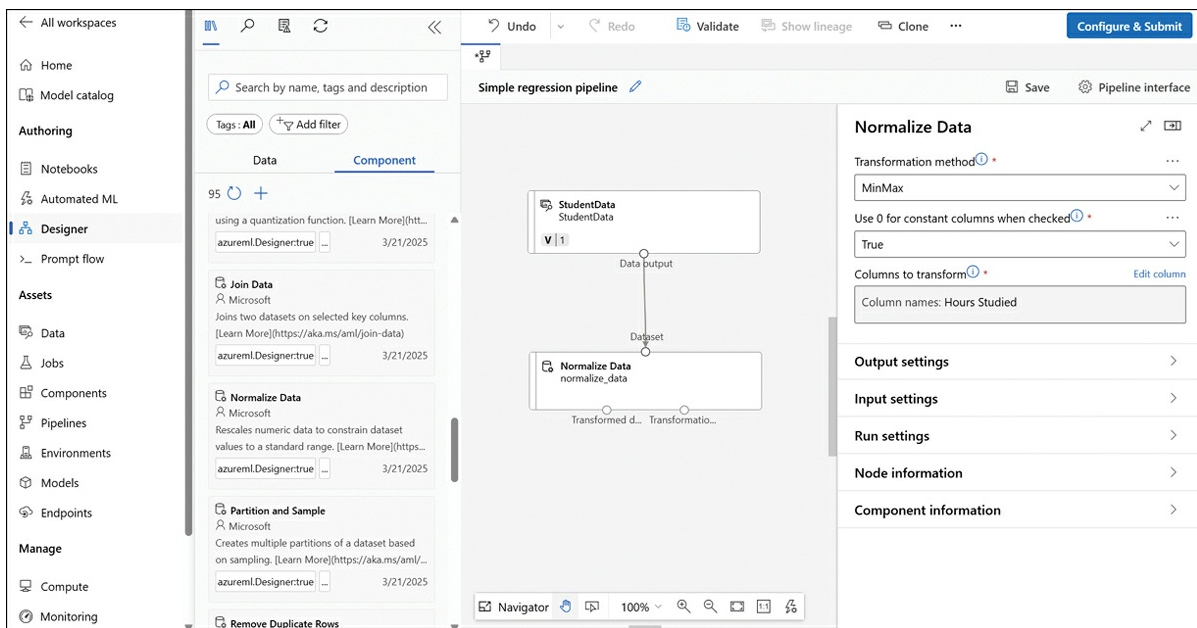 All workspaces
Home
Model catalog
Authoring
Notebooks
Automated ML
Designer
Prompt flow
Assets
Data
Jobs
Components
Pipelines
Environments
Models
Endpoints
Manage
Compute
Monitoring
Search by name, tags and description
Tags : All
Add filter
Data
Component
95
using a quantization function. [Learn More](htt...
azureml.Designer:true
...
3/21/2025
Join Data
Microsoft
Joins two datasets on selected key columns.
[Learn More](https://aka.ms/aml/join-data)
azureml.Designer:true
...
3/21/2025
Normalize Data
Microsoft
Rescales numeric data to constrain dataset
values to a standard range. [Learn More](https...
azureml.Designer:true
...
3/21/2025
Partition and Sample
Microsoft
Creates multiple partitions of a dataset based
on sampling. [Learn More](https://aka.ms/aml/...
azureml.Designer:true
...
3/21/2025
Remove Duplicate Rows
Undo
Redo
Validate
Show lineage
Clone
Configure & Submit
Simple regression pipeline
Save
Pipeline interface
StudentData
StudentData
V 1
Data output
Dataset
Normalize Data
normalize_data
Transformed d...
Transformatio...
Navigator
100%
1:1
Normalize Data
Transformation method *
MinMax
Use 0 for constant columns when checked *
True
Columns to transform *
Edit column
Column names: Hours Studied
Output settings
Input settings
Run settings
Node information
Component information